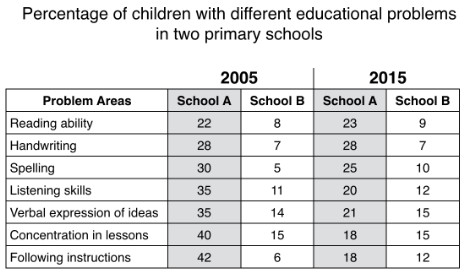 Percentage of children with different educational problems
in two primary schools
2005 2015
Problem Areas School A School B School A School B
Reading ability 22 8 23 9
Handwriting 28 7 28 7
Spelling 30 5 25 10
Listening skills 35 11 20 12
Verbal expression of ideas 35 14 21 15
Concentration in lessons 40 15 18 15
Following instructions 42 6 18 12